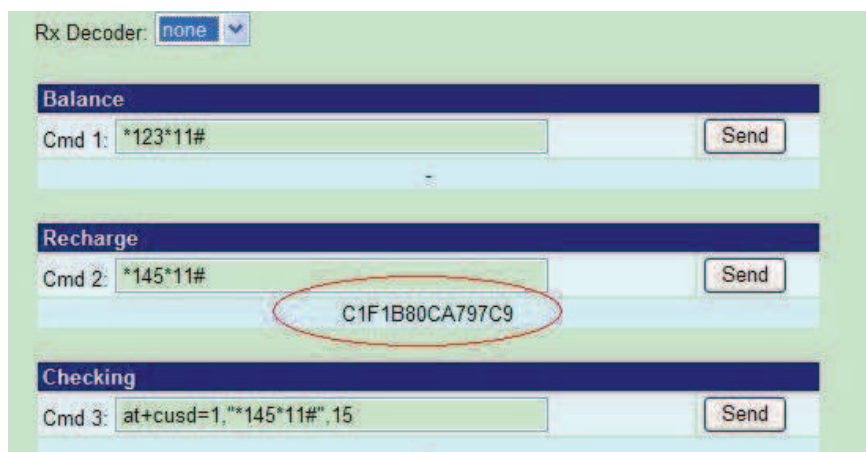 Rx Decoder: none
Balance
Cmd 1: *123*11# Send
-
Recharge
Cmd 2: *145*11# Send
C1F1B80CA797C9
Checking
Cmd 3: at+cusd=1,"*145*11#",15 Send